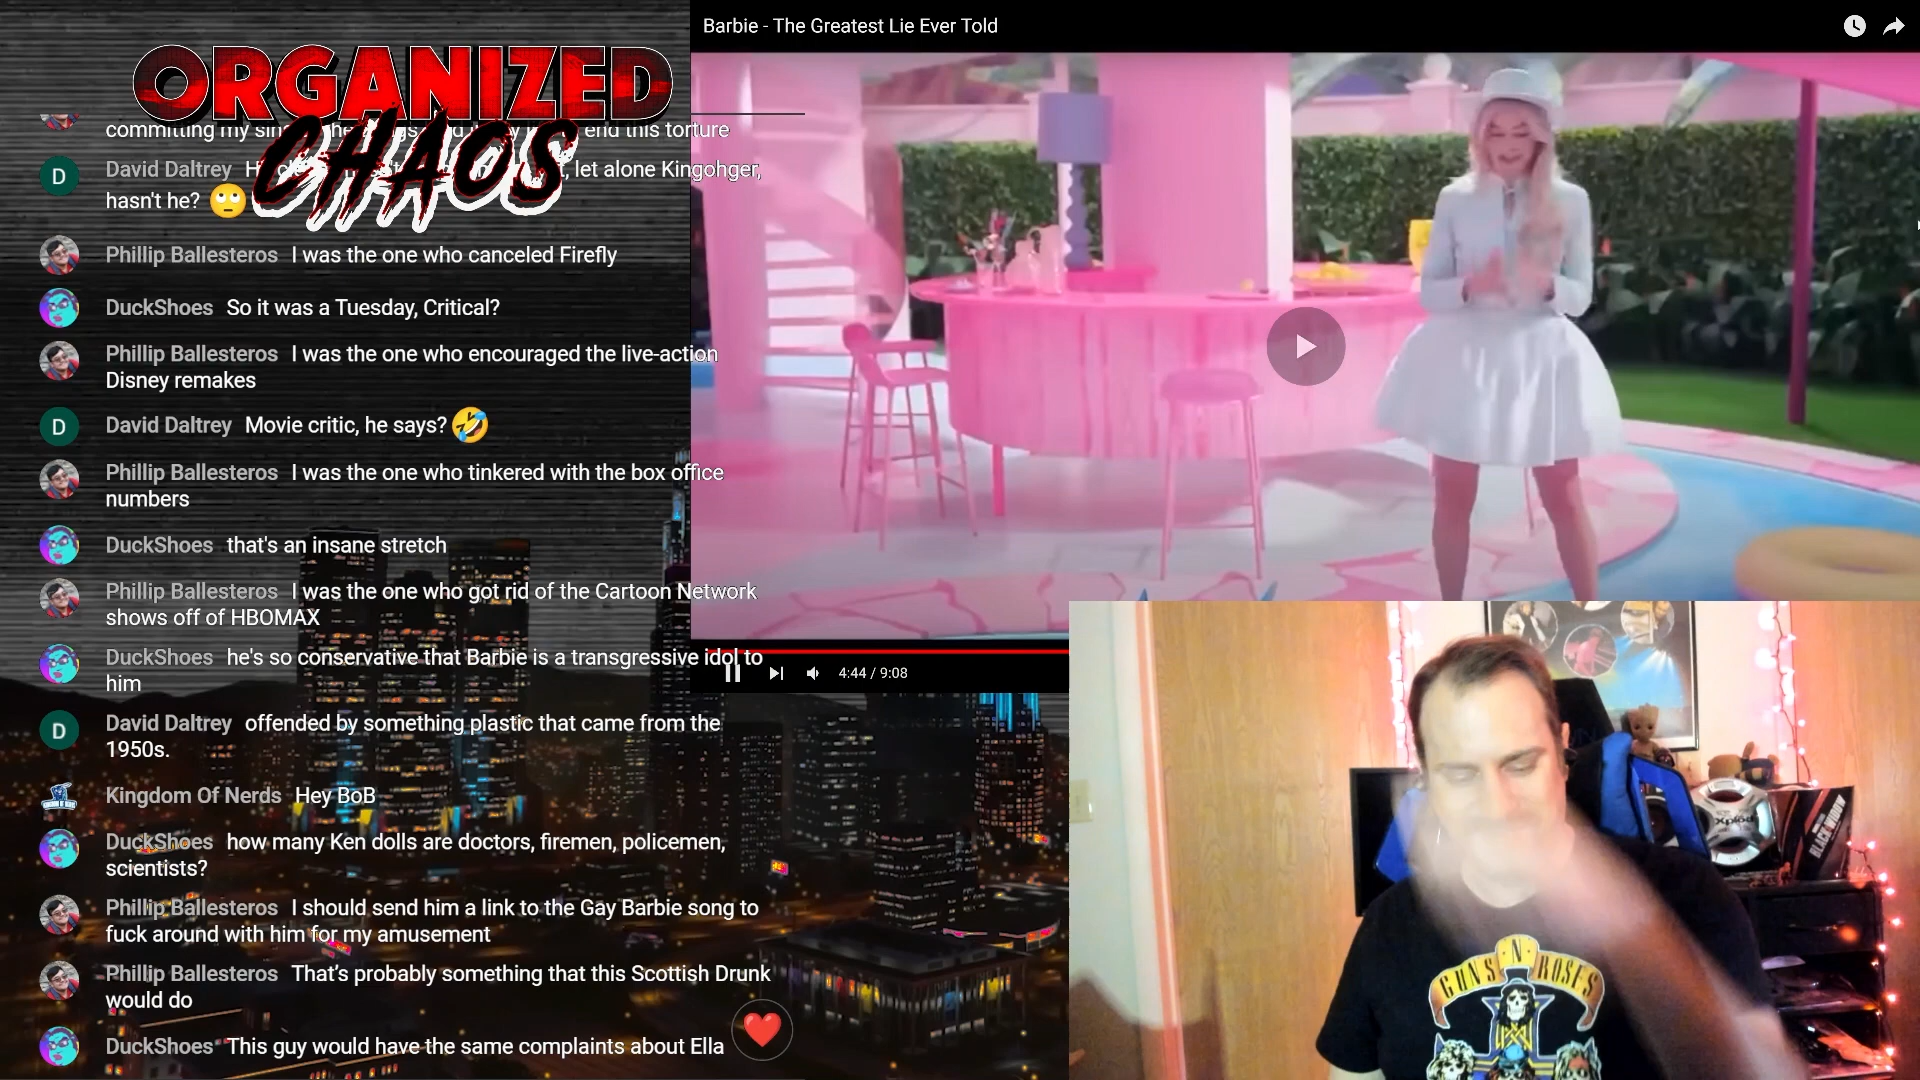 ORGANIZED
CHAOS
Barbie - The Greatest Lie Ever Told
committing my end this torture
David Daltrey let alone Kingohger,
hasn't he? 🙄
Phillip Ballesteros I was the one who canceled Firefly
DuckShoes So it was a Tuesday, Critical?
Phillip Ballesteros I was the one who encouraged the live-action
Disney remakes
David Daltrey Movie critic, he says? 🤣
Phillip Ballesteros I was the one who tinkered with the box office
numbers
DuckShoes that's an insane stretch
Phillip Ballesteros I was the one who got rid of the Cartoon Network
shows off of HBOMAX
DuckShoes he's so conservative that Barbie is a transgressive idol to
him
David Daltrey offended by something plastic that came from the
1950s.
Kingdom Of Nerds Hey BoB
DuckShoes how many Ken dolls are doctors, firemen, policemen,
scientists?
Phillip Ballesteros I should send him a link to the Gay Barbie song to
fuck around with him for my amusement
Phillip Ballesteros That's probably something that this Scottish Drunk
would do
DuckShoes This guy would have the same complaints about Ella
D
D
D
4:44 / 9:08
Xplod
BLACK WIDOW
GUNS N' ROSES